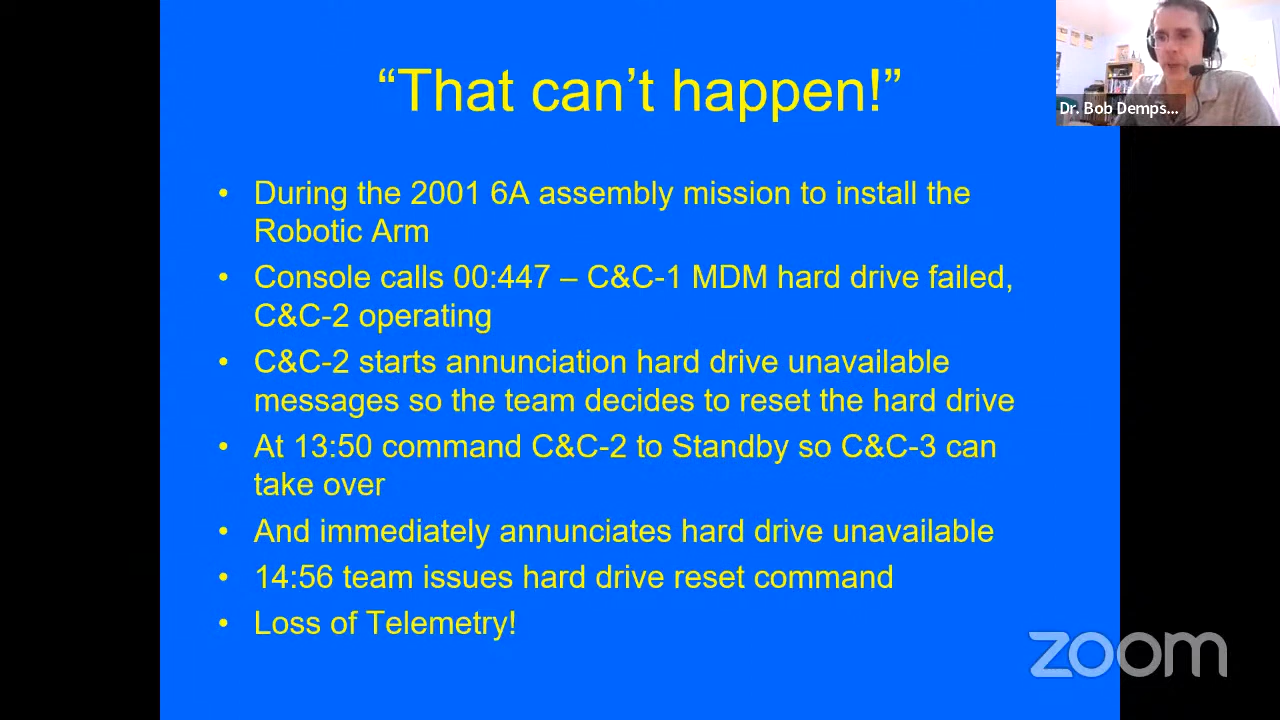 “That can’t happen!”
Dr. Bob Demps...
• During the 2001 6A assembly mission to install the
Robotic Arm
• Console calls 00:447 – C&C-1 MDM hard drive failed,
C&C-2 operating
• C&C-2 starts annunciation hard drive unavailable
messages so the team decides to reset the hard drive
• At 13:50 command C&C-2 to Standby so C&C-3 can
take over
• And immediately annunciates hard drive unavailable
• 14:56 team issues hard drive reset command
• Loss of Telemetry!
zoom